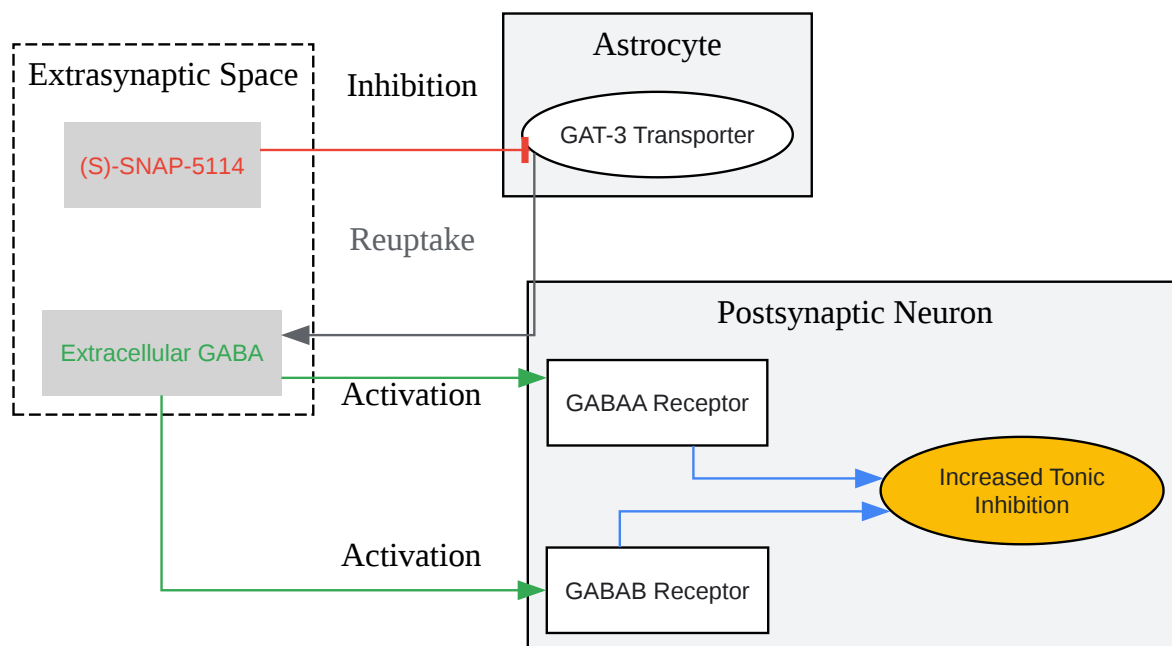 Astrocyte
Extrasynaptic Space
Inhibition
GAT-3 Transporter
(S)-SNAP-5114
Reuptake
Postsynaptic Neuron
Extracellular GABA
Activation
GABAA Receptor
Increased Tonic
Inhibition
Activation
GABAB Receptor